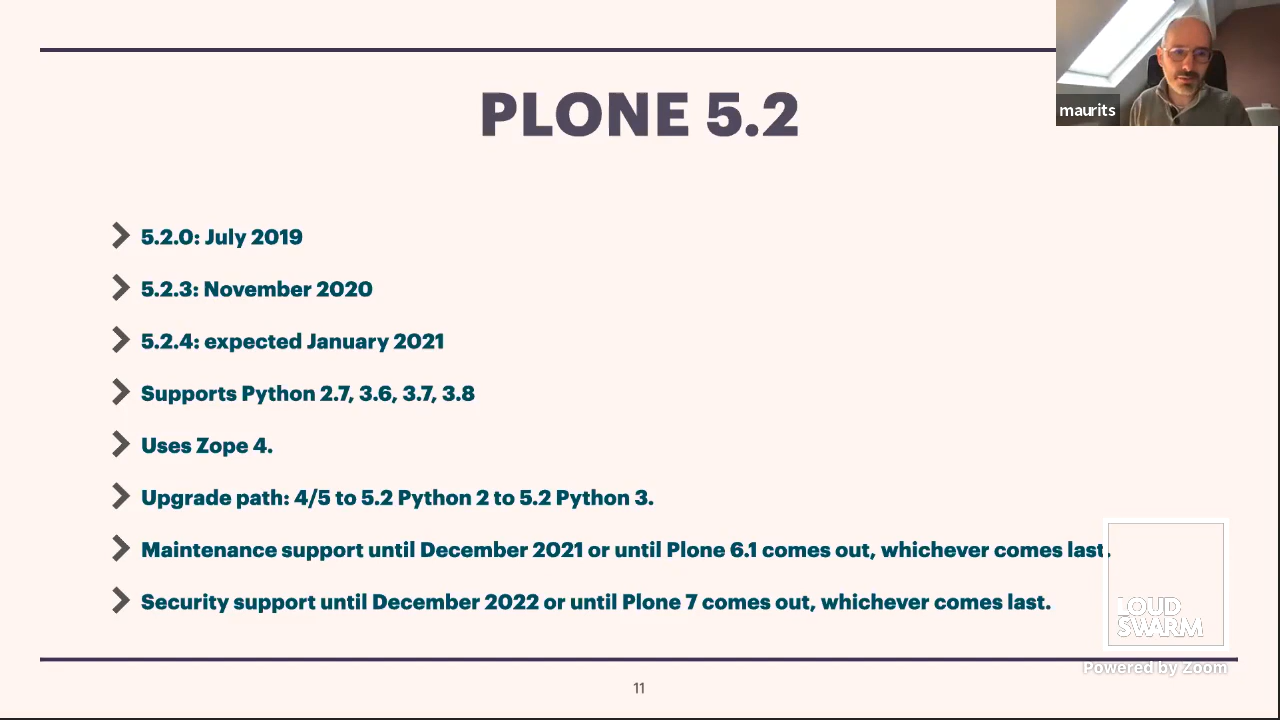 PLONE 5.2
maurits
5.2.0: July 2019
5.2.3: November 2020
5.2.4: expected January 2021
Supports Python 2.7, 3.6, 3.7, 3.8
Uses Zope 4.
Upgrade path: 4/5 to 5.2 Python 2 to 5.2 Python 3.
Maintenance support until December 2021 or until Plone 6.1 comes out, whichever comes last.
Security support until December 2022 or until Plone 7 comes out, whichever comes last.
LOUD
SWARM
Powered by Zoom
11